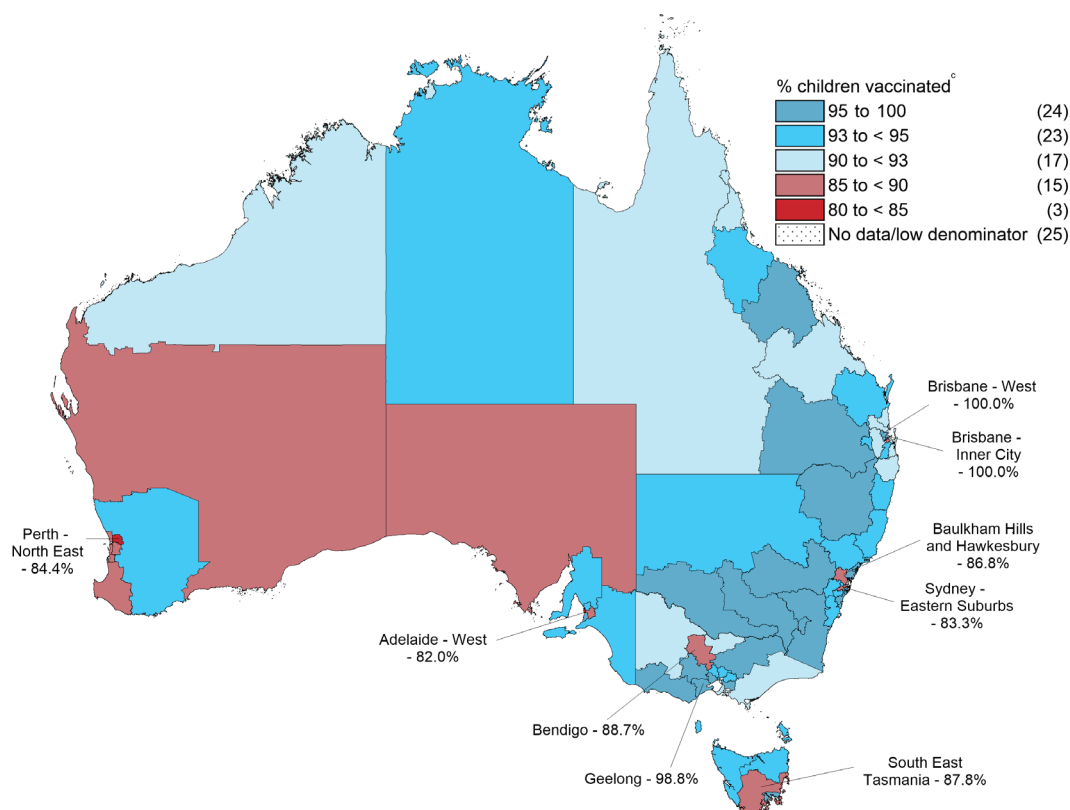 % children vaccinated c
95 to 100 (24)
93 to < 95 (23)
90 to < 93 (17)
85 to < 90 (15)
80 to < 85 (3)
No data/low denominator (25)
Brisbane - West
- 100.0%
Brisbane -
Inner City
- 100.0%
Baulkham Hills
and Hawkesbury
- 86.8%
Sydney -
Eastern Suburbs
- 83.3%
Perth -
North East
- 84.4%
Adelaide - West
- 82.0%
Bendigo - 88.7%
Geelong - 98.8%
South East
Tasmania - 87.8%